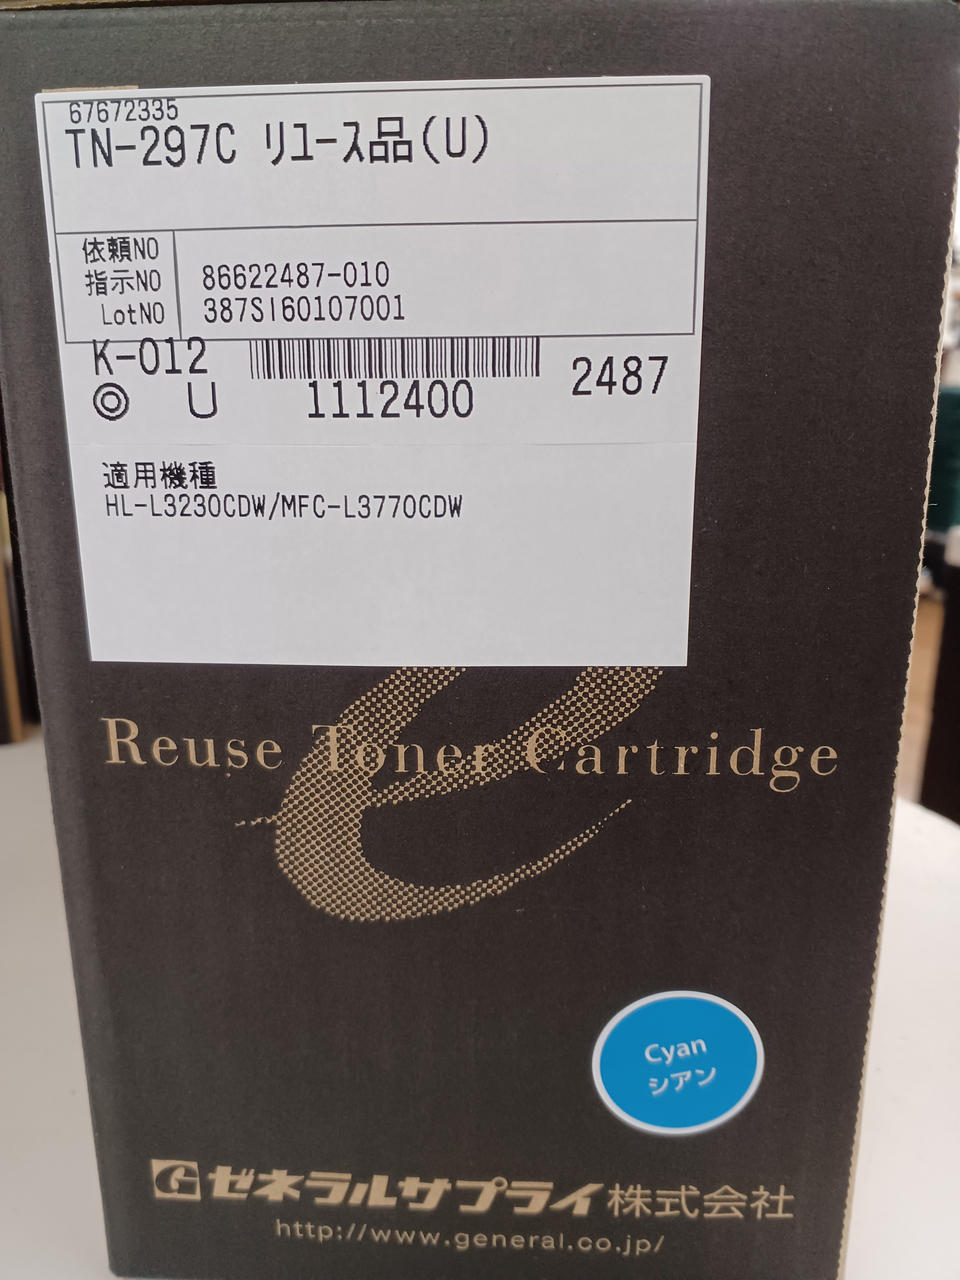 67672335
TN-297C リユース品(U)
依頼NO
指示NO 86622487-010
LotNO 387SI60107001
K-012
◎ U 1112400 2487
適用機種
HL-L3230CDW/MFC-L3770CDW
Reuse Toner Cartridge
Cyan
シアン
ゼネラルサプライ株式会社
http://www.general.co.jp/